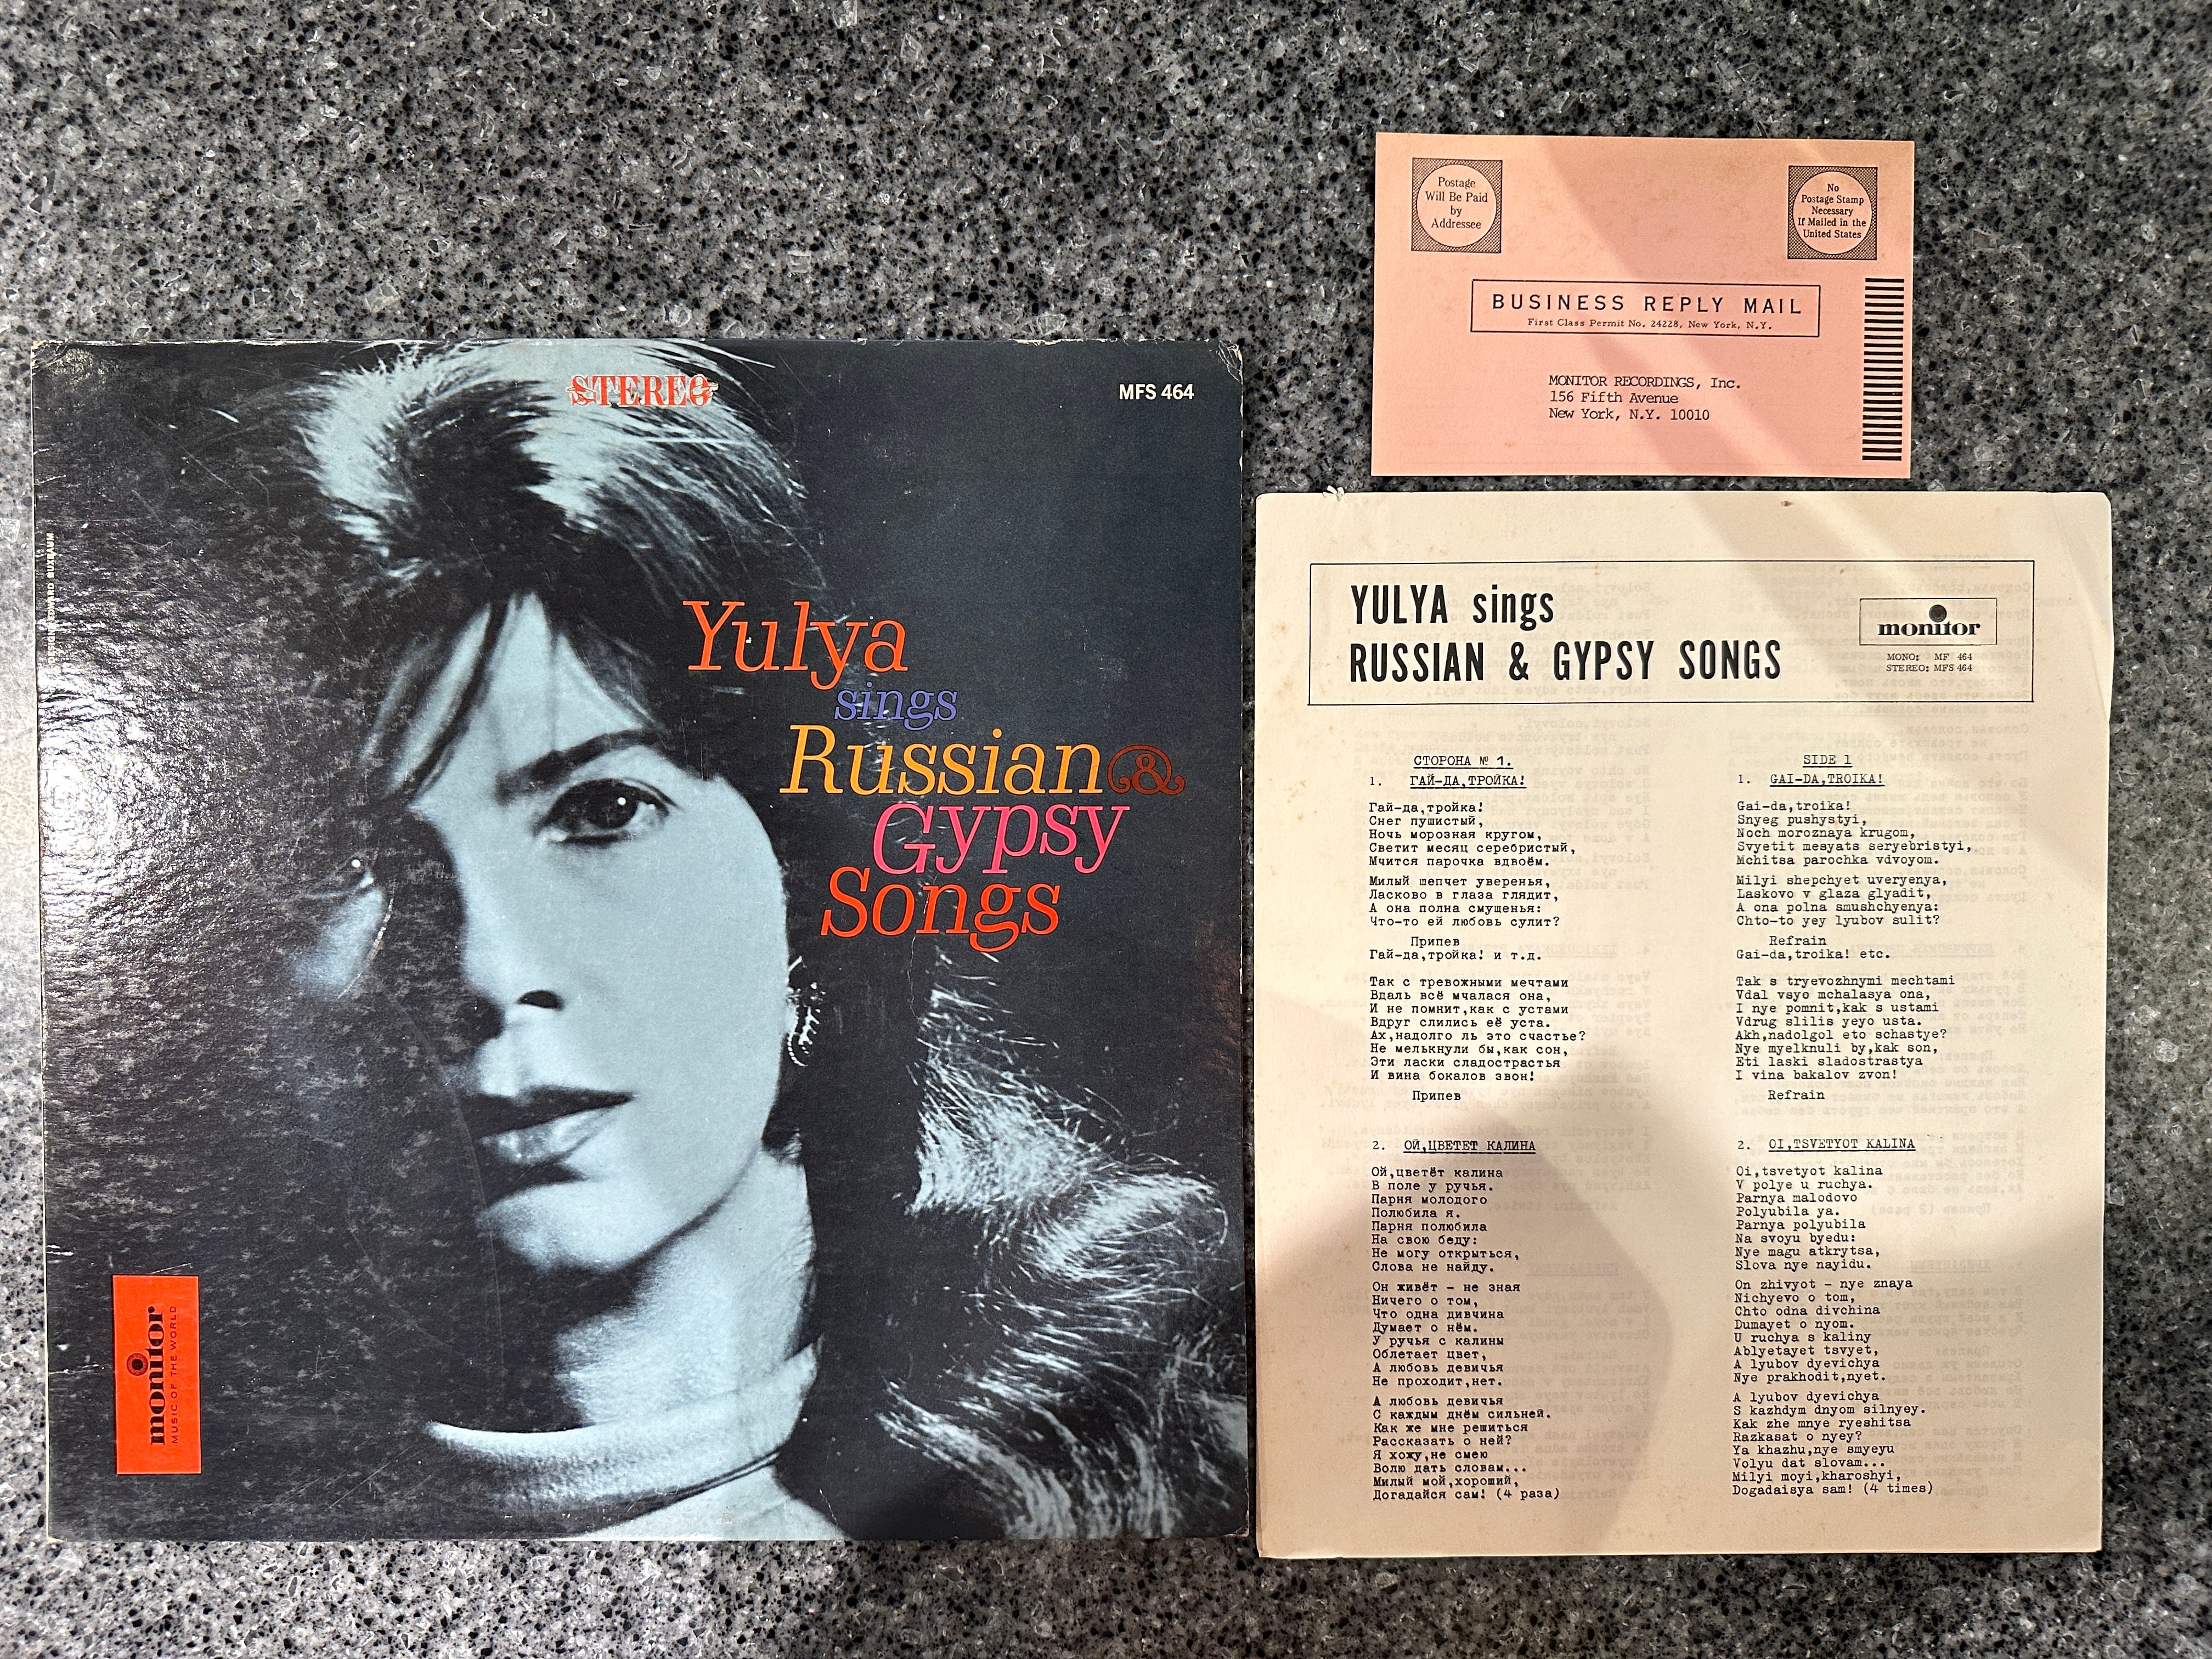 STEREO
MFS 464
DESIGN: EDWARD BUXBAUM
Yulya
sings
Russian &
Gypsy
Songs
monitor
MUSIC OF THE WORLD
Postage
Will Be Paid
by
Addressee
No
Postage Stamp
Necessary
If Mailed in the
United States
BUSINESS REPLY MAIL
First Class Permit No. 24228, New York, N.Y.
MONITOR RECORDINGS, Inc.
156 Fifth Avenue
New York, N.Y. 10010
YULYA sings
RUSSIAN & GYPSY SONGS
monitor
MONO: MF 464
STEREO: MFS 464
СТОРОНА № 1.
1. ГАЙ-ДА,ТРОЙКА!
Гай-да,тройка!
Снег пушистый,
Ночь морозная кругом,
Светит месяц серебристый,
Мчится парочка вдвоём.
Милый шепчет уверенья,
Ласково в глаза глядит,
А она полна смушенья:
Что-то ей любовь сулит?
Припев
Гай-да,тройка! и т.д.
Так с тревожными мечтами
Вдаль всё мчалася она,
И не помнит,как с устами
Вдруг слились её уста.
Ах,надолго ль это счастье?
Не мелькнули бы,как сон,
Эти ласки сладострастья
И вина бокалов звон!
Припев
2. ОЙ,ЦВЕТЕТ КАЛИНА
Ой,цветёт калина
В поле у ручья.
Парня молодого
Полюбила я.
Парня полюбила
На свою беду:
Не могу открыться,
Слова не найду.
Он живёт - не зная
Ничего о том,
Что одна дивчина
Думает о нём.
У ручья с калины
Облетает цвет,
А любовь девичья
Не проходит,нет.
А любовь девичья
С каждым днём сильней.
Как же мне решиться
Рассказать о ней?
Я хожу,не смею
Волю дать словам...
Милый мой,хороший,
Догадайся сам! (4 раза)
SIDE 1
1. GAI-DA,TROIKA!
Gai-da,troika!
Snyeg pushystyi,
Noch moroznaya krugom,
Svyetit mesyats seryebristyi,
Mchitsa parochka vdvoyom.
Milyi shepchyet uveryenya,
Laskovo v glaza glyadit,
A ona polna smushchyenya:
Chto-to yey lyubov sulit?
Refrain
Gai-da,troika! etc.
Tak s tryevozhnymi mechtami
Vdal vsyo mchalasya ona,
I nye pomnit,kak s ustami
Vdrug slilis yeyo usta.
Akh,nadolgol eto schastye?
Nye myelknuli by,kak son,
Eti laski sladostrastya
I vina bakalov zvon!
Refrain
2. OI,TSVETYOT KALINA
Oi,tsvetyot kalina
V polye u ruchya.
Parnya malodovo
Polyubila ya.
Parnya polyubila
Na svoyu byedu:
Nye magu atkrytsa,
Slova nye nayidu.
On zhivyot - nye znaya
Nichyevo o tom,
Chto odna divchina
Dumayet o nyom.
U ruchya s kaliny
Ablyetayet tsvyet,
A lyubov dyevichya
Nye prakhodit,nyet.
A lyubov dyevichya
S kazhdym dnyom silnyey.
Kak zhe mnye ryeshitsa
Razkasat o nyey?
Ya khazhu,nye smyeyu
Volyu dat slovam...
Milyi moyi,kharoshyi,
Dogadaisya sam! (4 times)